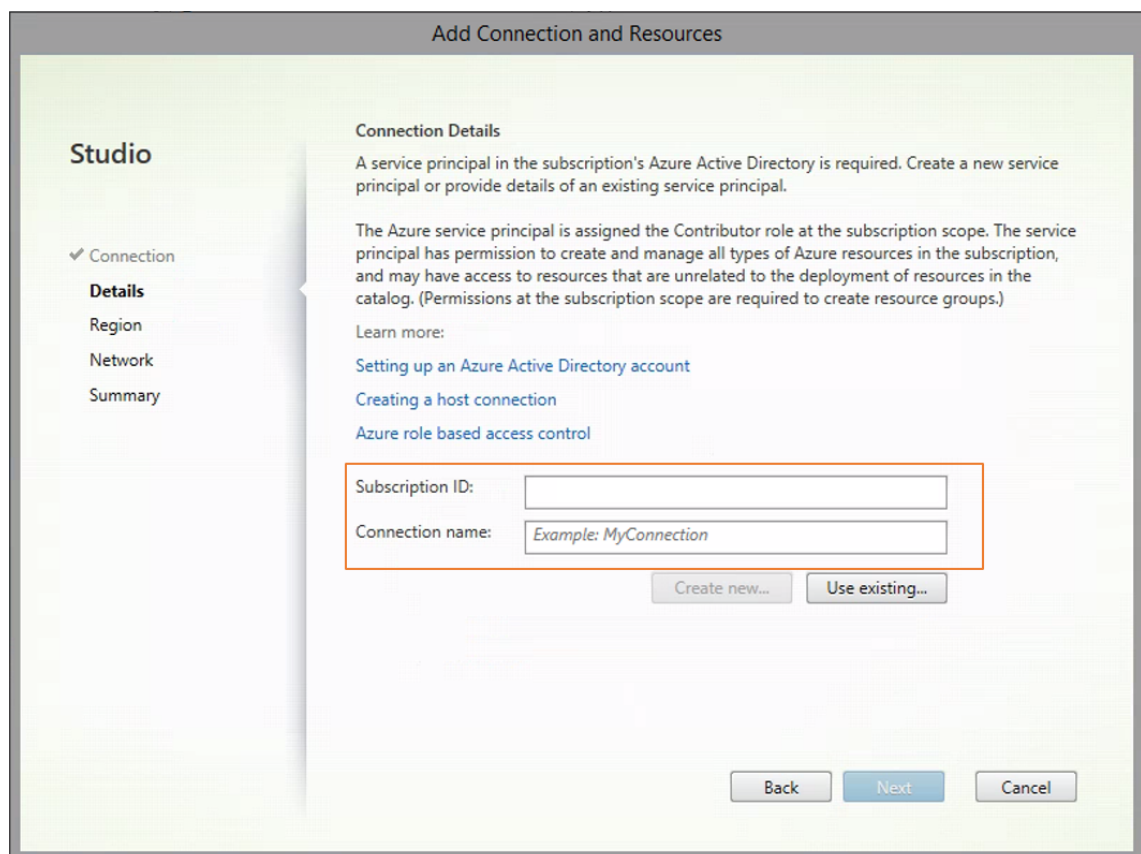 Add Connection and Resources
Studio
Connection
Details
Region
Network
Summary
Connection Details
A service principal in the subscription's Azure Active Directory is required. Create a new service
principal or provide details of an existing service principal.
The Azure service principal is assigned the Contributor role at the subscription scope. The service
principal has permission to create and manage all types of Azure resources in the subscription,
and may have access to resources that are unrelated to the deployment of resources in the
catalog. (Permissions at the subscription scope are required to create resource groups.)
Learn more:
Setting up an Azure Active Directory account
Creating a host connection
Azure role based access control
Subscription ID:
Connection name: Example: MyConnection
Create new... Use existing...
Back Next Cancel